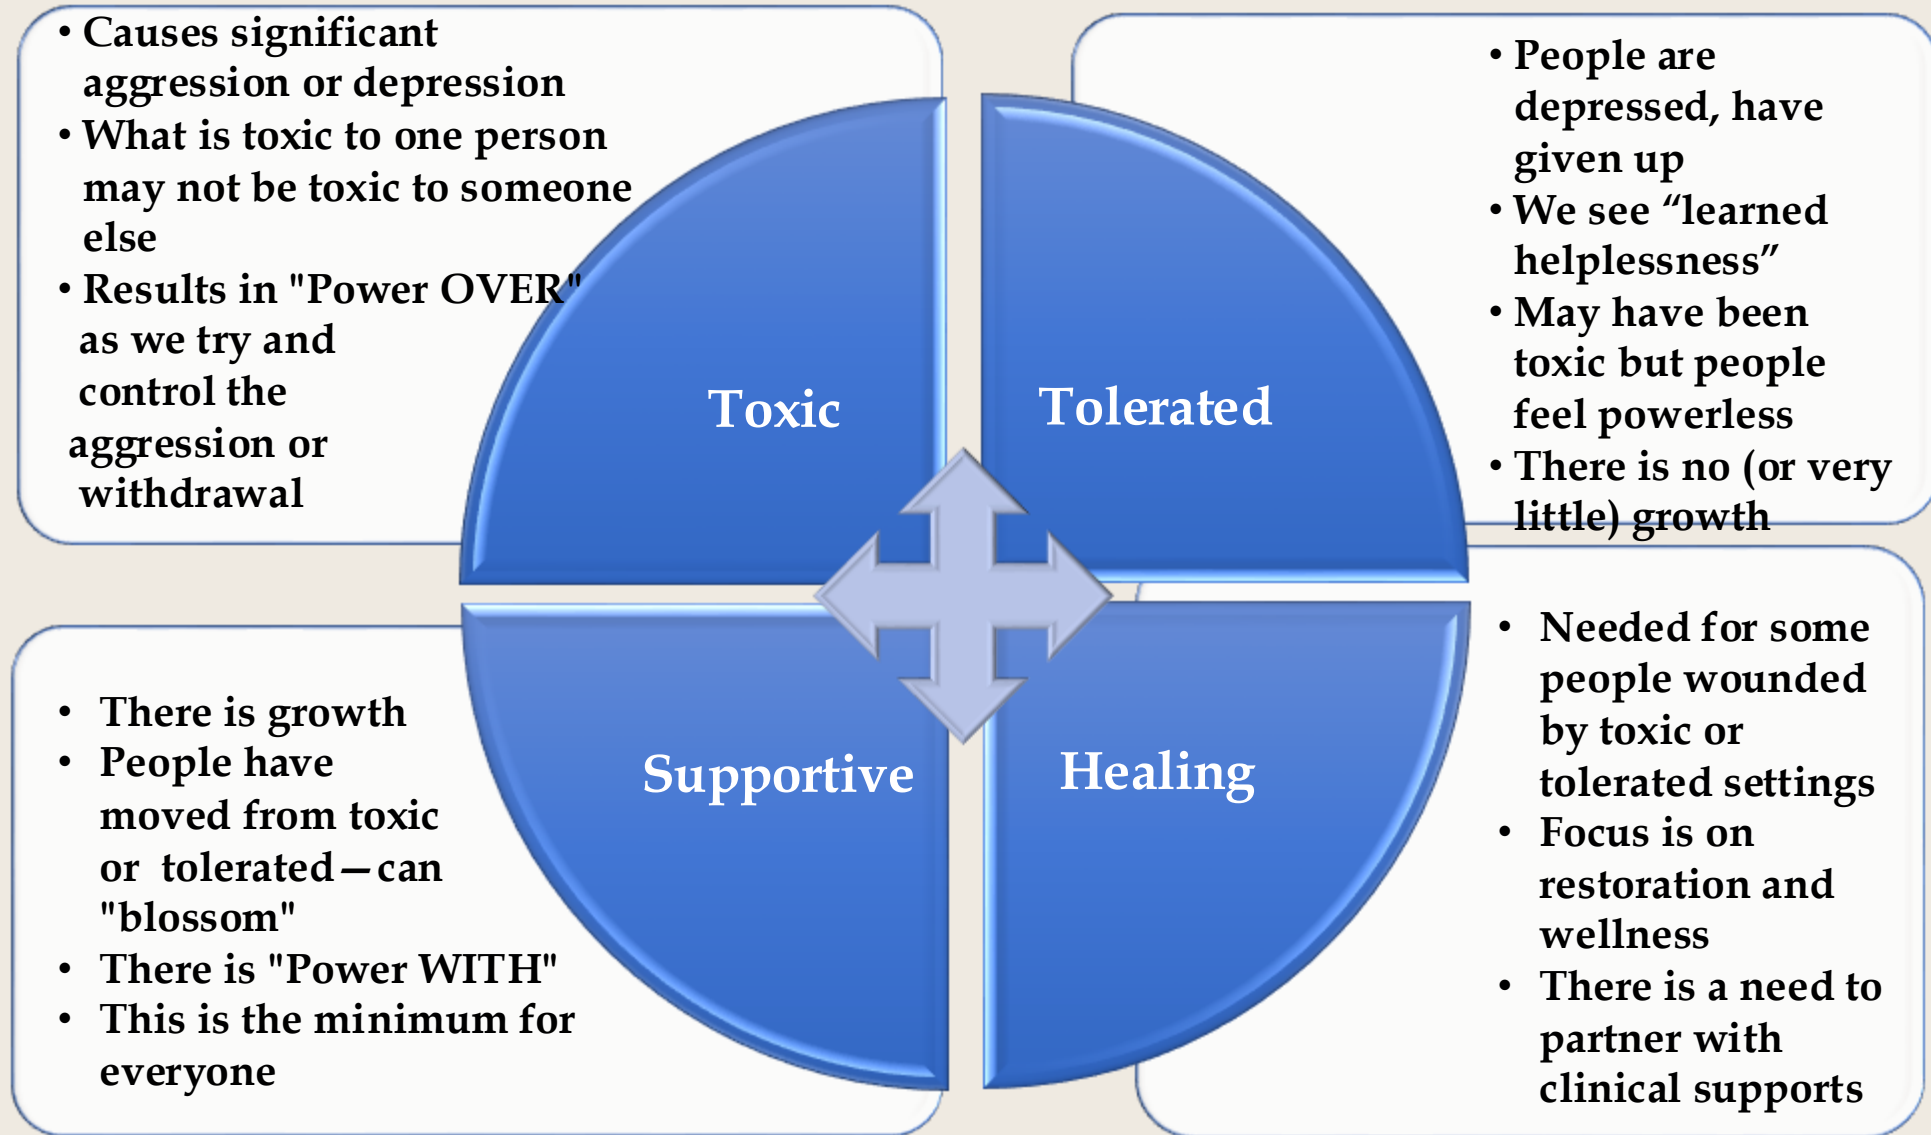 • Causes significant
aggression or depression
• What is toxic to one person
may not be toxic to someone
else
• Results in "Power OVER"
as we try and
control the
aggression or
withdrawal
Toxic
• People are
depressed, have
given up
• We see “learned
helplessness”
• May have been
toxic but people
feel powerless
• There is no (or very
little) growth
Tolerated
• There is growth
• People have
moved from toxic
or tolerated—can
"blossom"
• There is "Power WITH"
• This is the minimum for
everyone
Supportive
• Needed for some
people wounded
by toxic or
tolerated settings
• Focus is on
restoration and
wellness
• There is a need to
partner with
clinical supports
Healing